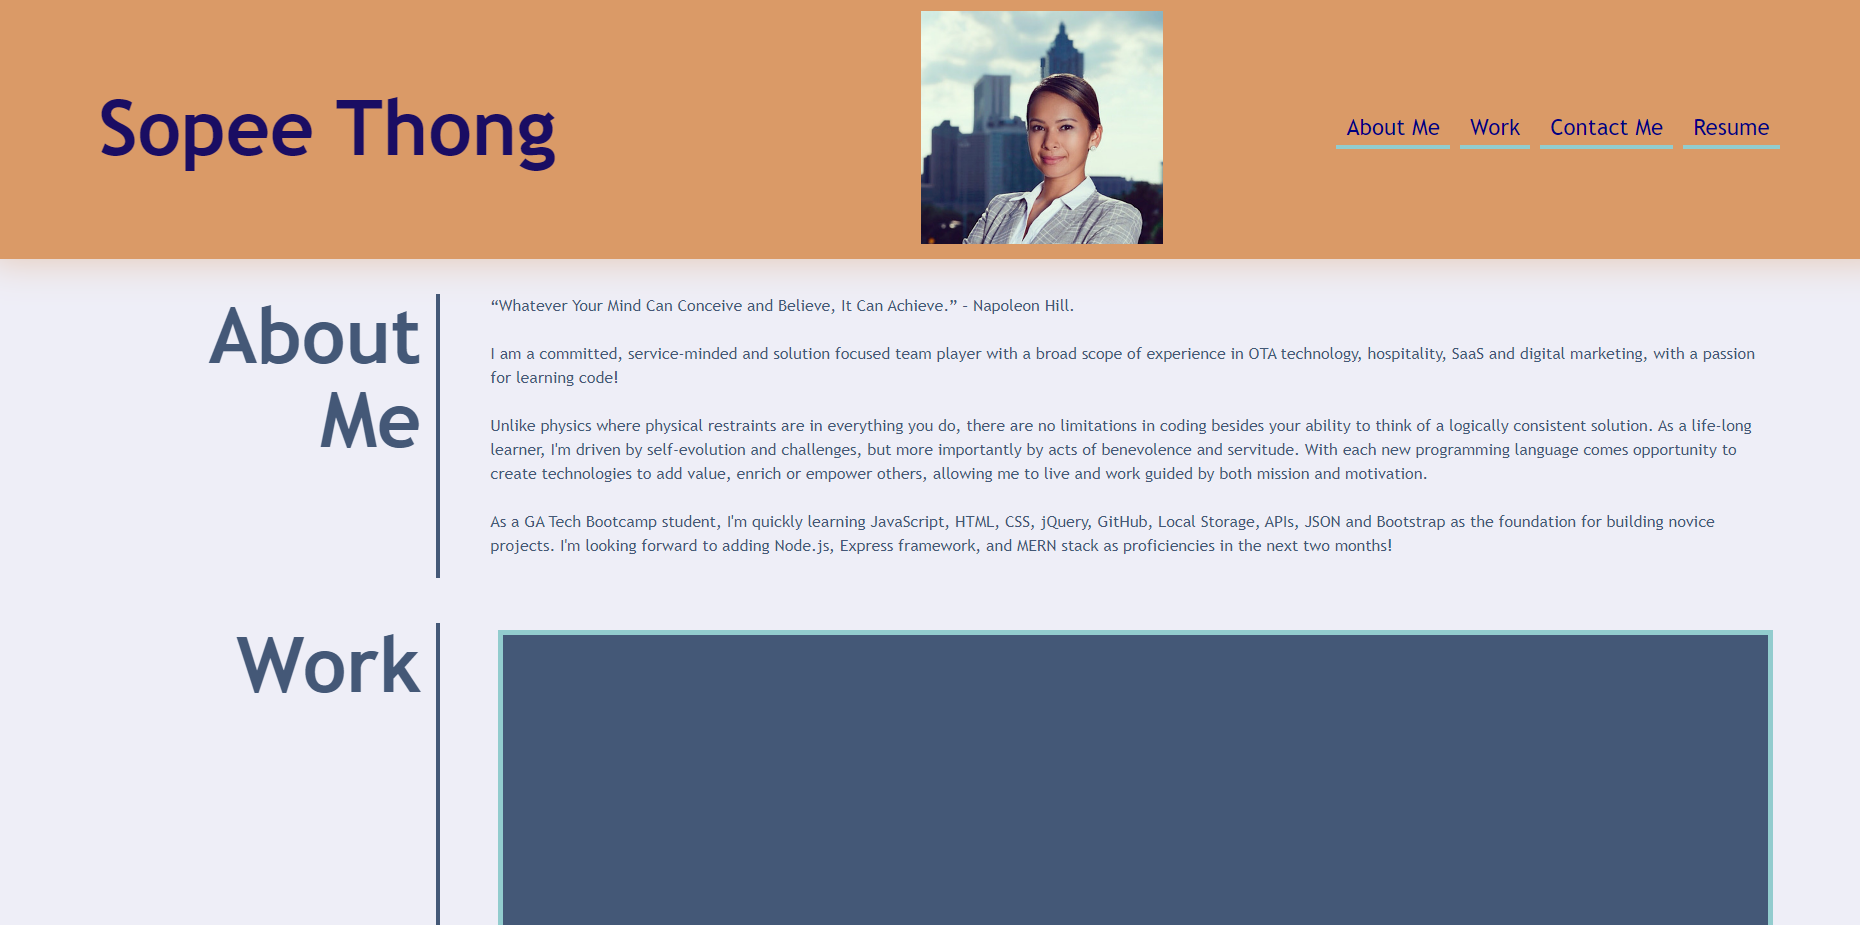 Sopee Thong
About Me
Work
Contact Me
Resume
About
Me
“Whatever Your Mind Can Conceive and Believe, It Can Achieve.” - Napoleon Hill.
I am a committed, service-minded and solution focused team player with a broad scope of experience in OTA technology, hospitality, SaaS and digital marketing, with a passion
for learning code!
Unlike physics where physical restraints are in everything you do, there are no limitations in coding besides your ability to think of a logically consistent solution. As a life-long
learner, I'm driven by self-evolution and challenges, but more importantly by acts of benevolence and servitude. With each new programming language comes opportunity to
create technologies to add value, enrich or empower others, allowing me to live and work guided by both mission and motivation.
As a GA Tech Bootcamp student, I'm quickly learning JavaScript, HTML, CSS, jQuery, GitHub, Local Storage, APIs, JSON and Bootstrap as the foundation for building novice
projects. I'm looking forward to adding Node.js, Express framework, and MERN stack as proficiencies in the next two months!
Work